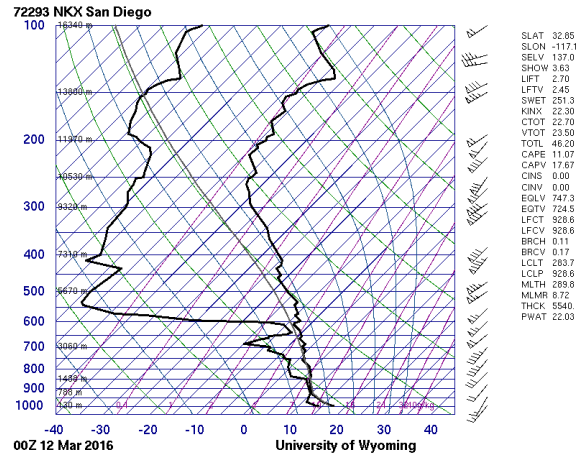 72293 NKX San Diego
100
16340 m
13800 m
200
11970 m
10530 m
300
9320 m
400
7310 m
500
5670 m
600
700
3060 m
800
900
1000
130 m
-40 -30 -20 -10 0 10 20 30 40
00Z 12 Mar 2016
University of Wyoming
SLAT 32.85
SLON -117.1
SELV 137.0
SHOW 3.63
LIFT 2.70
LFTV 2.45
SWET 251.3
KINX 22.30
CTOT 22.70
VTOT 23.50
TOTL 46.20
CAPE 11.07
CAPV 17.67
CINS 0.00
CINV 0.00
EQLV 747.3
EQTV 724.5
LFCT 928.6
LFCV 928.6
BRCH 0.11
BRCV 0.17
LCLT 283.7
LCLP 928.6
MLTH 289.8
MLMR 8.72
THCK 5540.
PWAT 22.03